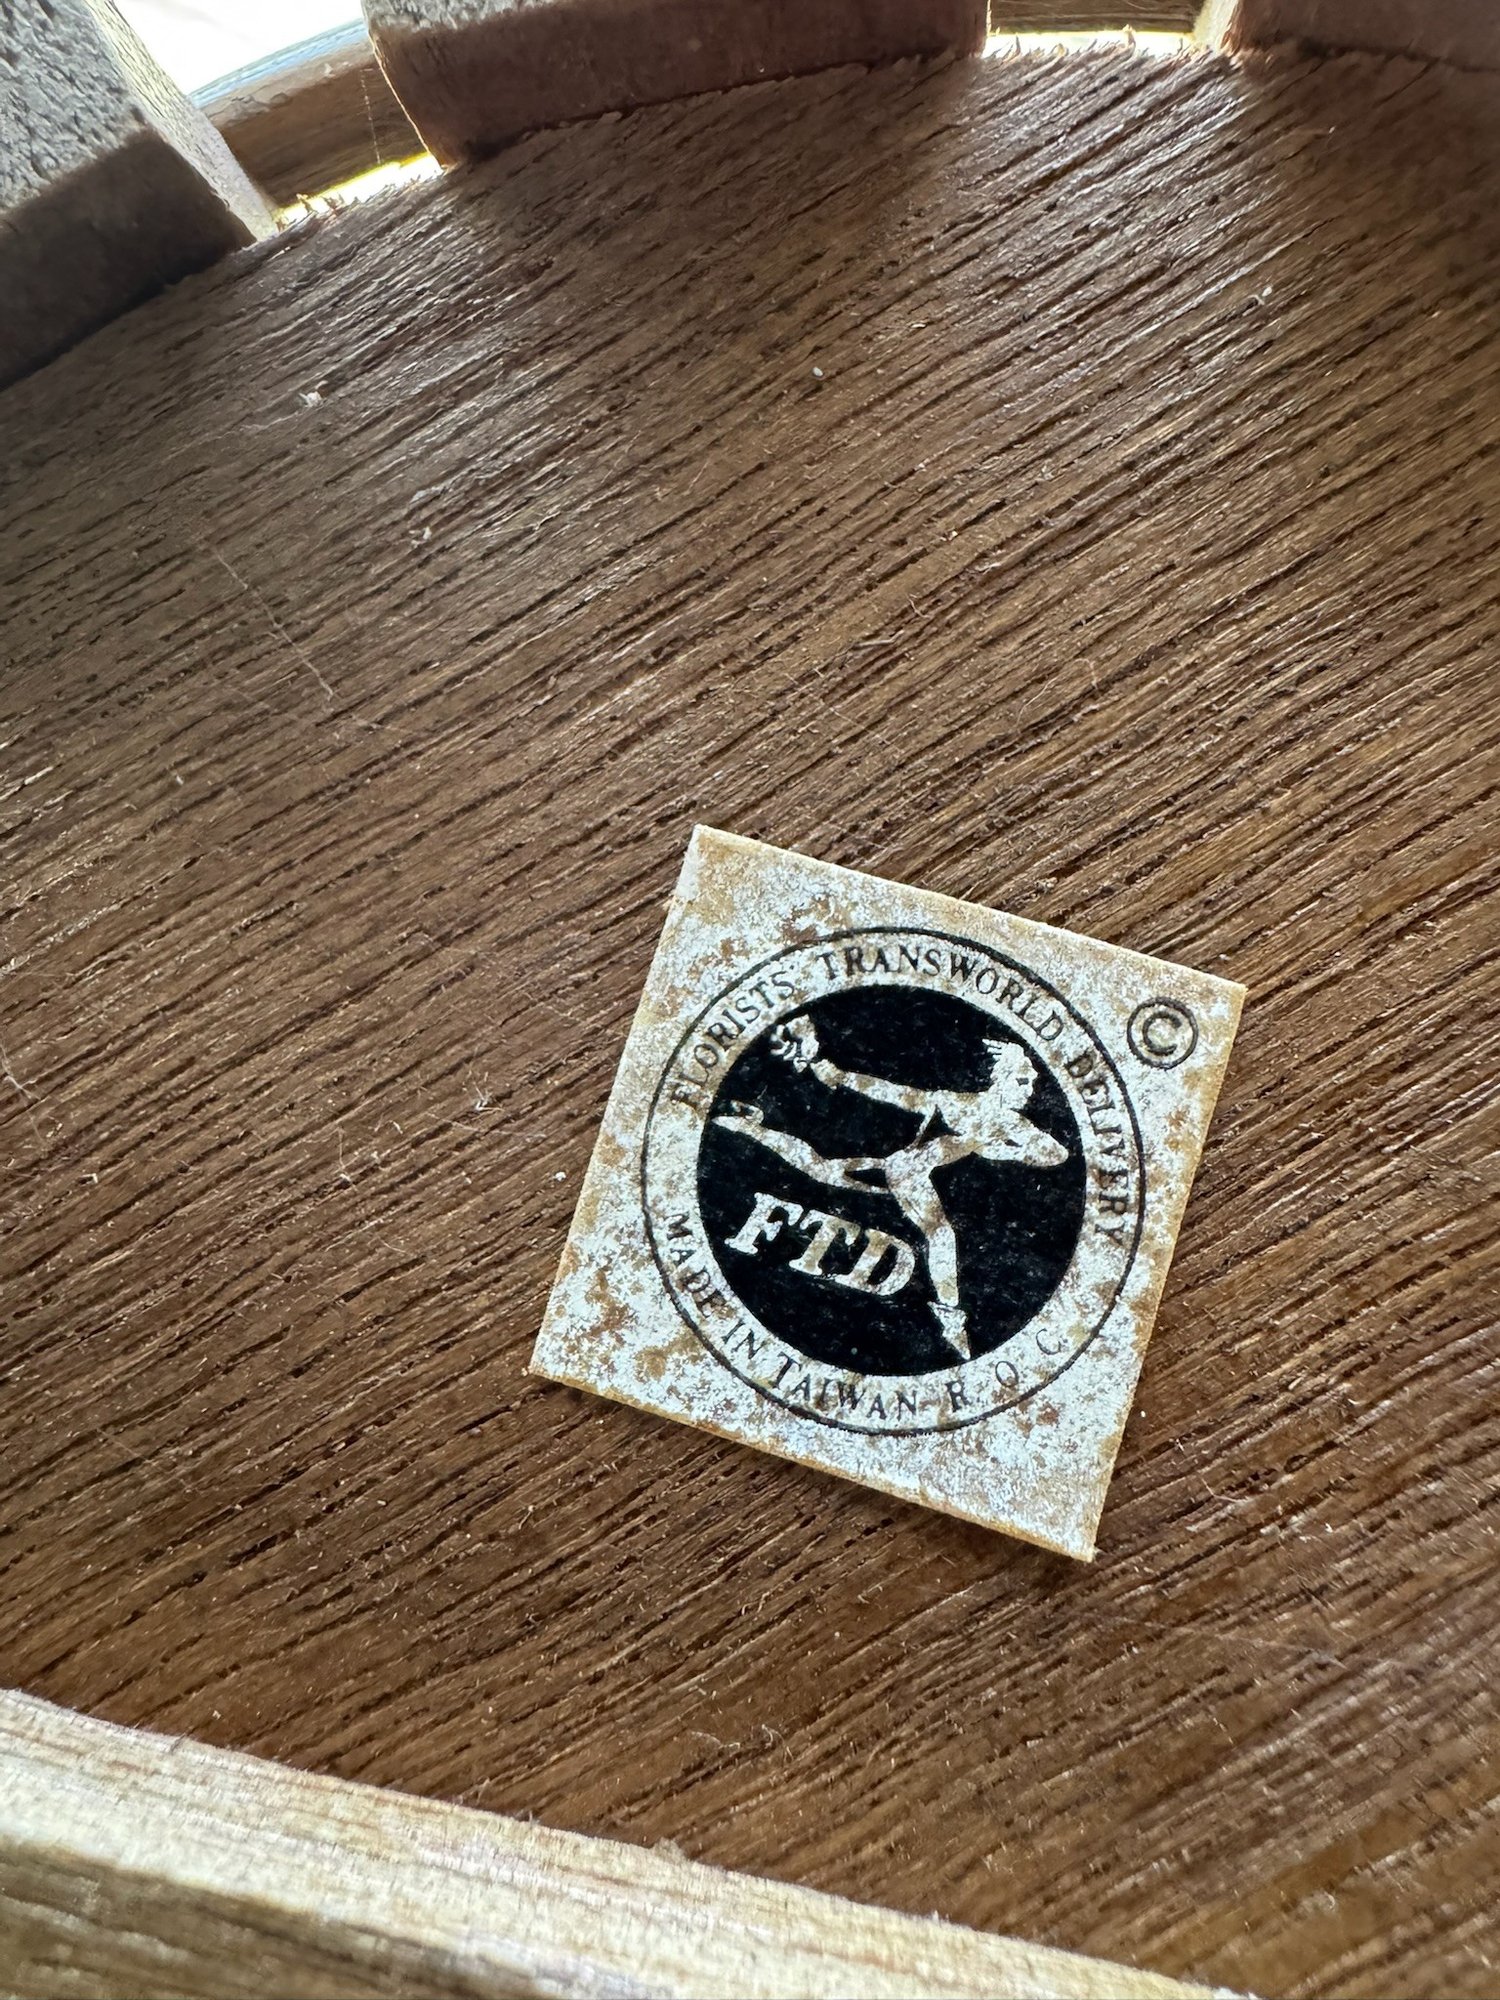 FLORISTS' TRANSWORLD DELIVERY
©
FTD
MADE IN TAIWAN R.O.C.